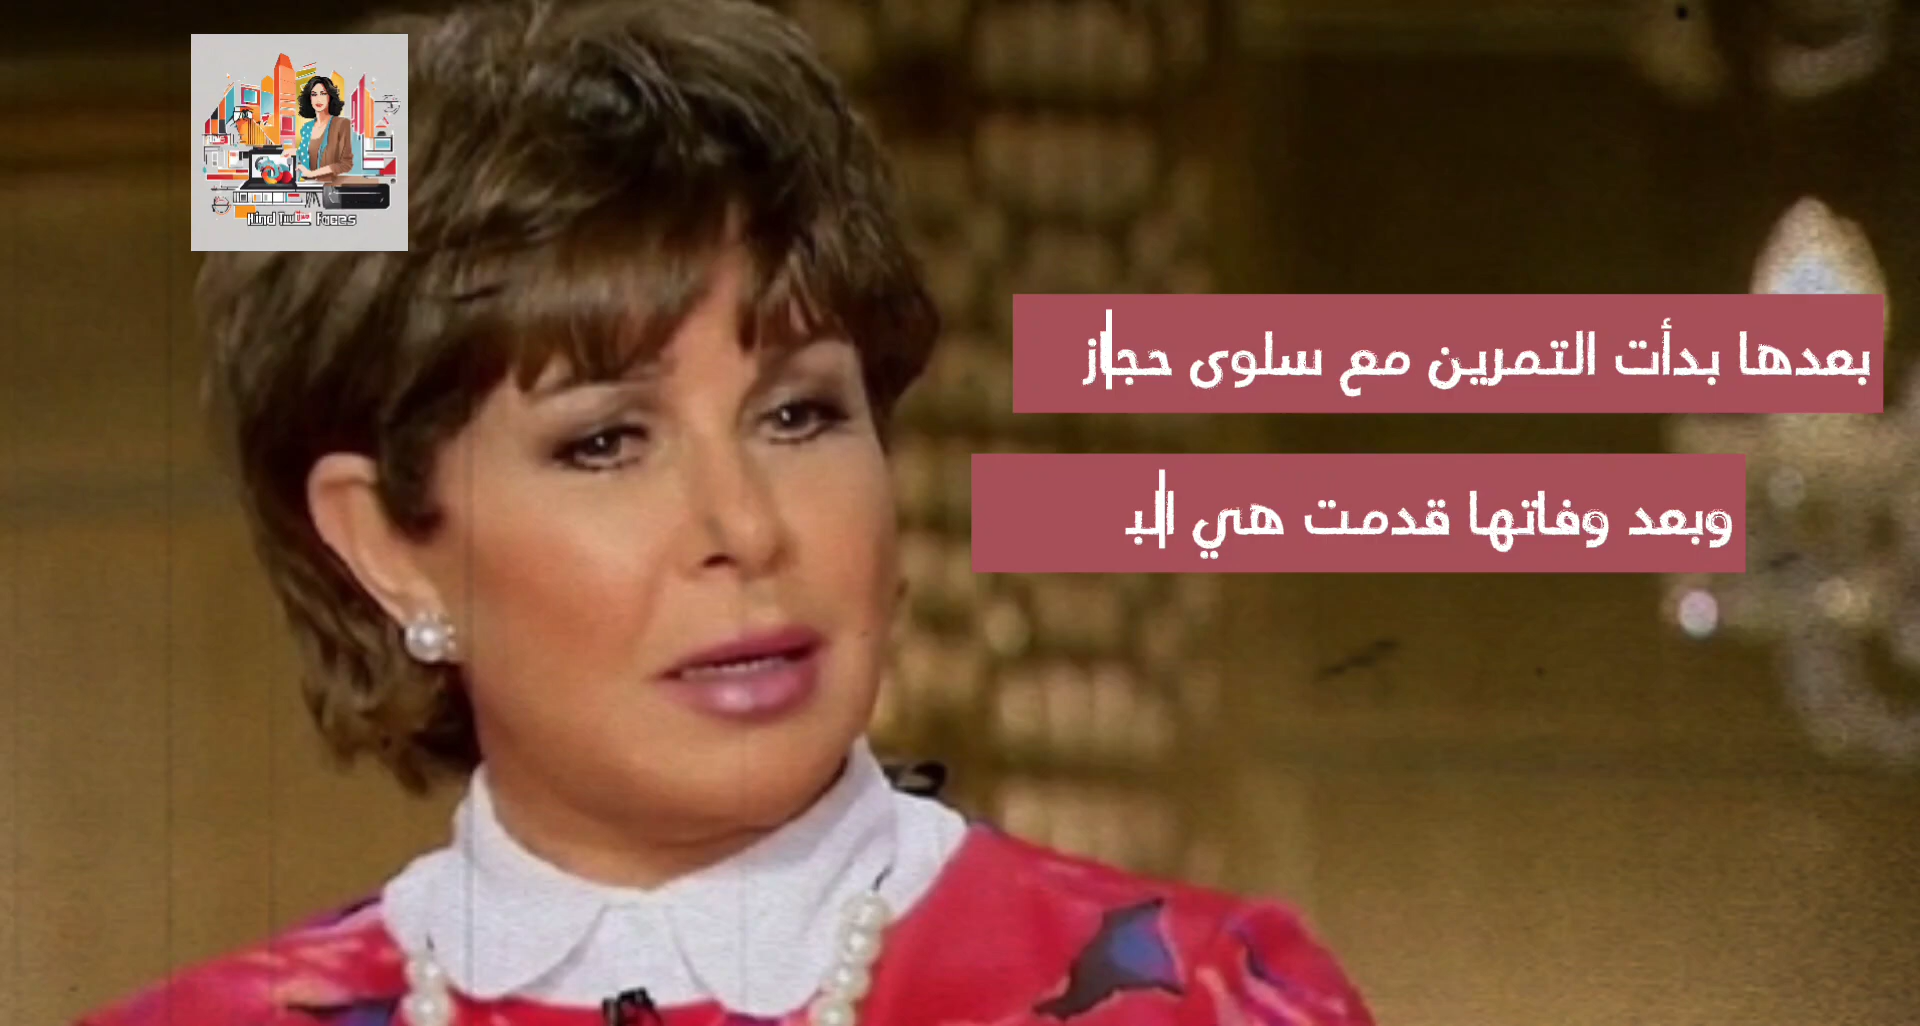 بعدها بدأت التمرين مع سلوى حجاز
وبعد وفاتها قدمت هي الب